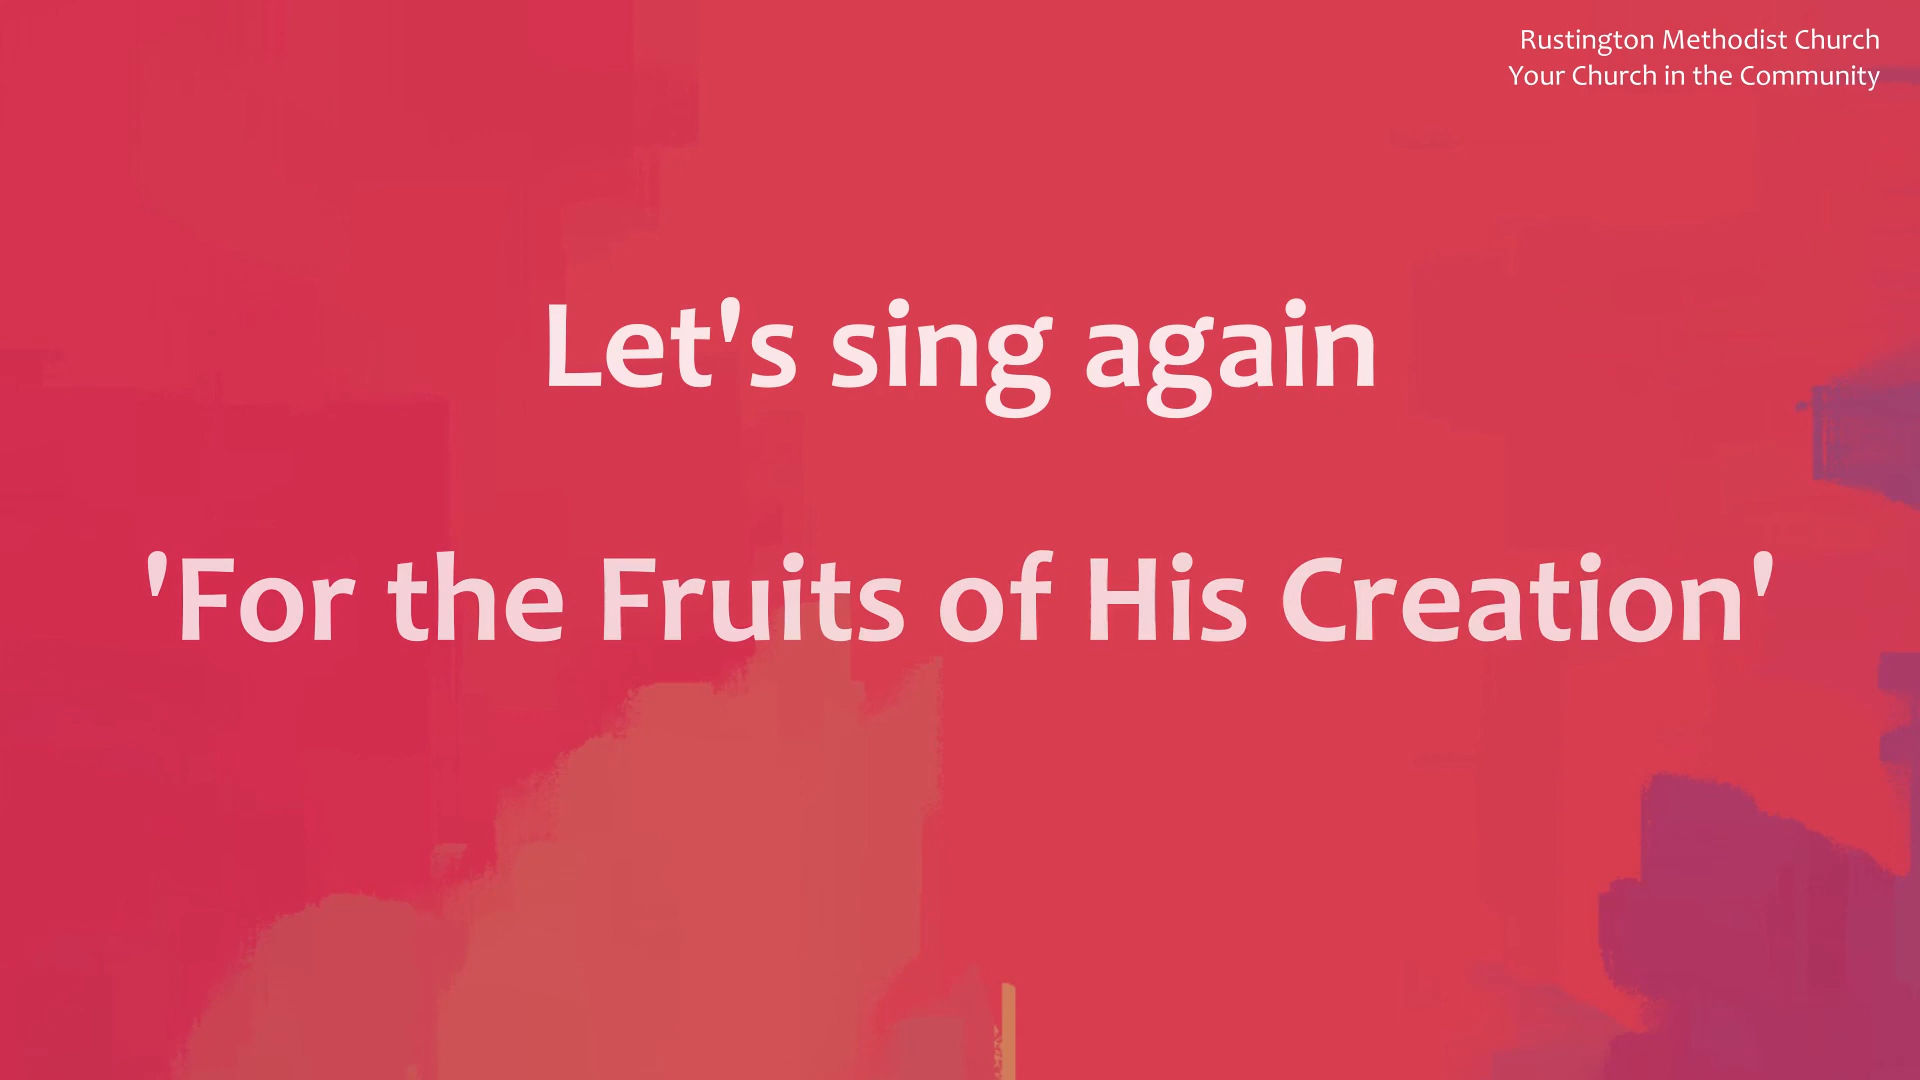 Rustington Methodist Church
Your Church in the Community
Let's sing again
'For the Fruits of His Creation'